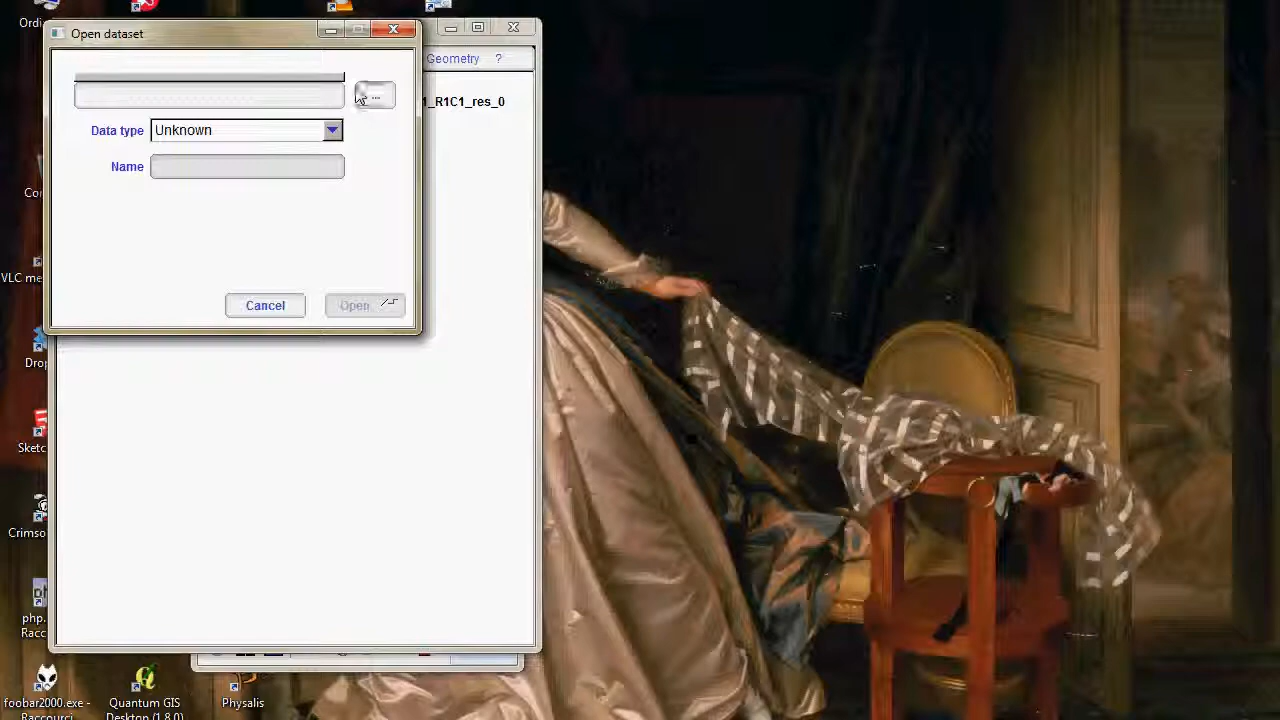 Ordi
Open dataset
Geometry ?
1_R1C1_res_0
...
Data type Unknown
Name
Cancel Open
Cor
VLC me
Drop
Sketc
Crimso
php.
Racc
foobar2000.exe -
Raccourci
Quantum GIS
Desktop (1.8.0)
Physalis